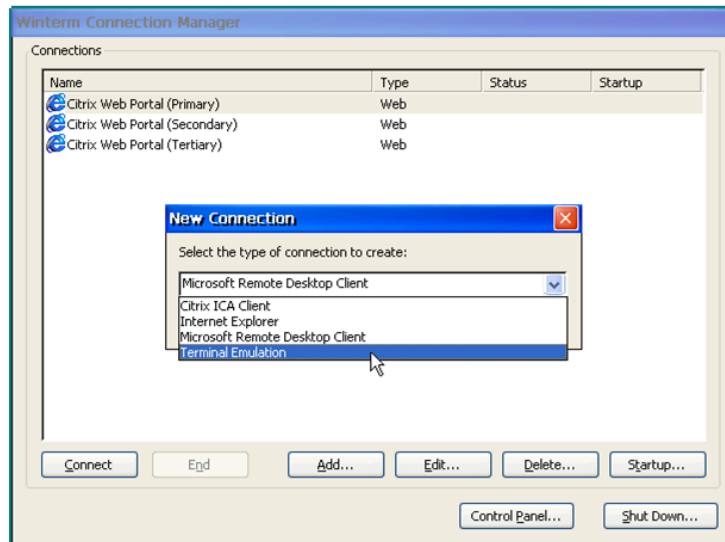 Winterm Connection Manager
Connections
Name Type Status Startup
Citrix Web Portal (Primary) Web
Citrix Web Portal (Secondary) Web
Citrix Web Portal (Tertiary) Web
New Connection
Select the type of connection to create:
Microsoft Remote Desktop Client
Citrix ICA Client
Internet Explorer
Microsoft Remote Desktop Client
Terminal Emulation
Connect End Add... Edit... Delete... Startup...
Control Panel... Shut Down...